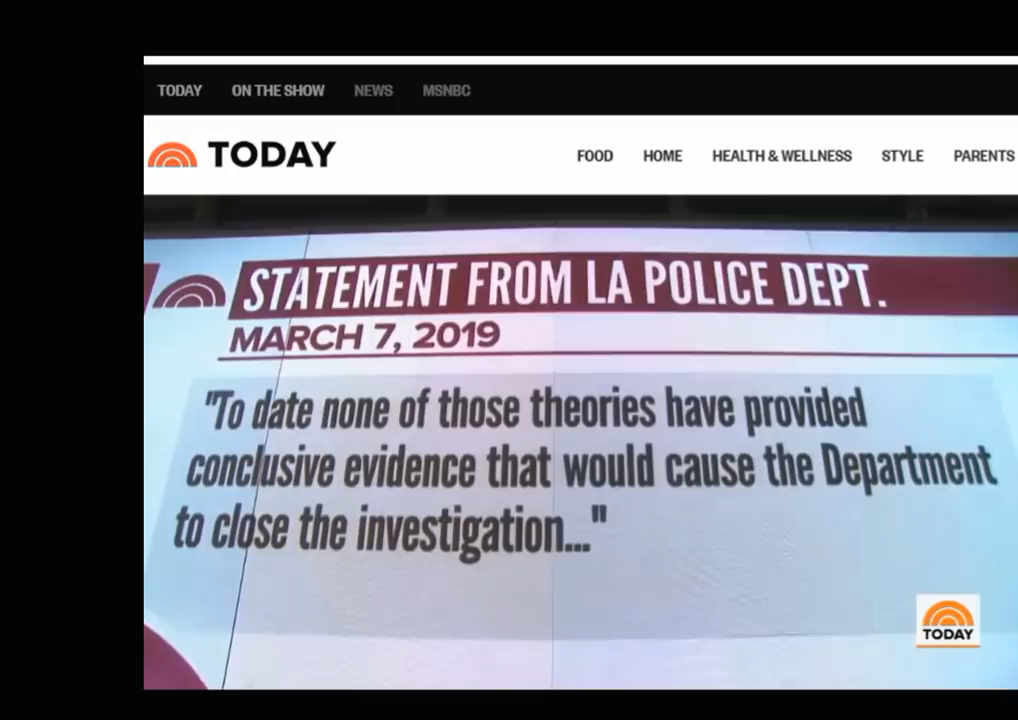 TODAY ON THE SHOW NEWS MSNBC
TODAY FOOD HOME HEALTH & WELLNESS STYLE PARENTS
STATEMENT FROM LA POLICE DEPT.
MARCH 7, 2019
"To date none of those theories have provided
conclusive evidence that would cause the Department
to close the investigation..."
TODAY